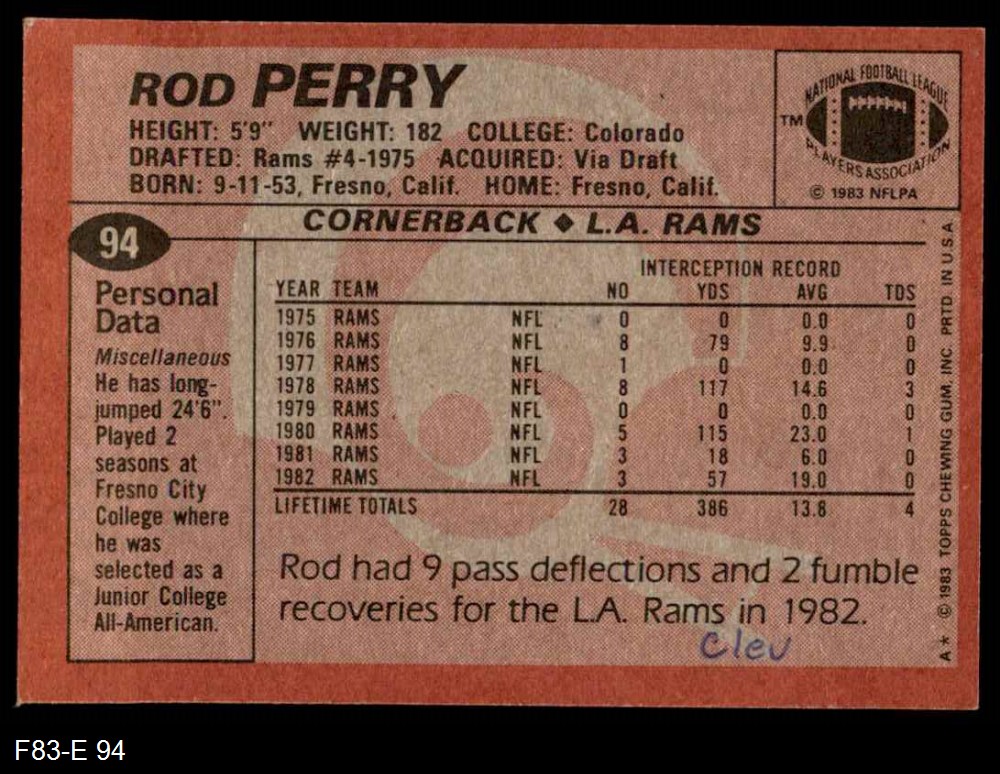 ROD PERRY
HEIGHT: 5'9" WEIGHT: 182 COLLEGE: Colorado
DRAFTED: Rams #4-1975 ACQUIRED: Via Draft
BORN: 9-11-53, Fresno, Calif. HOME: Fresno, Calif.
NATIONAL FOOTBALL LEAGUE
TM
PLAYERS ASSOCIATION
© 1983 NFLPA
CORNERBACK ◆ L.A. RAMS
94
Personal
Data
Miscellaneous
He has long-
jumped 24'6".
Played 2
seasons at
Fresno City
College where
he was
selected as a
Junior College
All-American.
INTERCEPTION RECORD
YEAR TEAM NO YDS AVG TDS
1975 RAMS NFL 0 0 0.0 0
1976 RAMS NFL 8 79 9.9 0
1977 RAMS NFL 1 0 0.0 0
1978 RAMS NFL 8 117 14.6 3
1979 RAMS NFL 0 0 0.0 0
1980 RAMS NFL 5 115 23.0 1
1981 RAMS NFL 3 18 6.0 0
1982 RAMS NFL 3 57 19.0 0
LIFETIME TOTALS 28 386 13.8 4
Rod had 9 pass deflections and 2 fumble
recoveries for the L.A. Rams in 1982.
Clev
A* © 1983 TOPPS CHEWING GUM, INC. PRTD. IN U.S.A.
F83-E 94